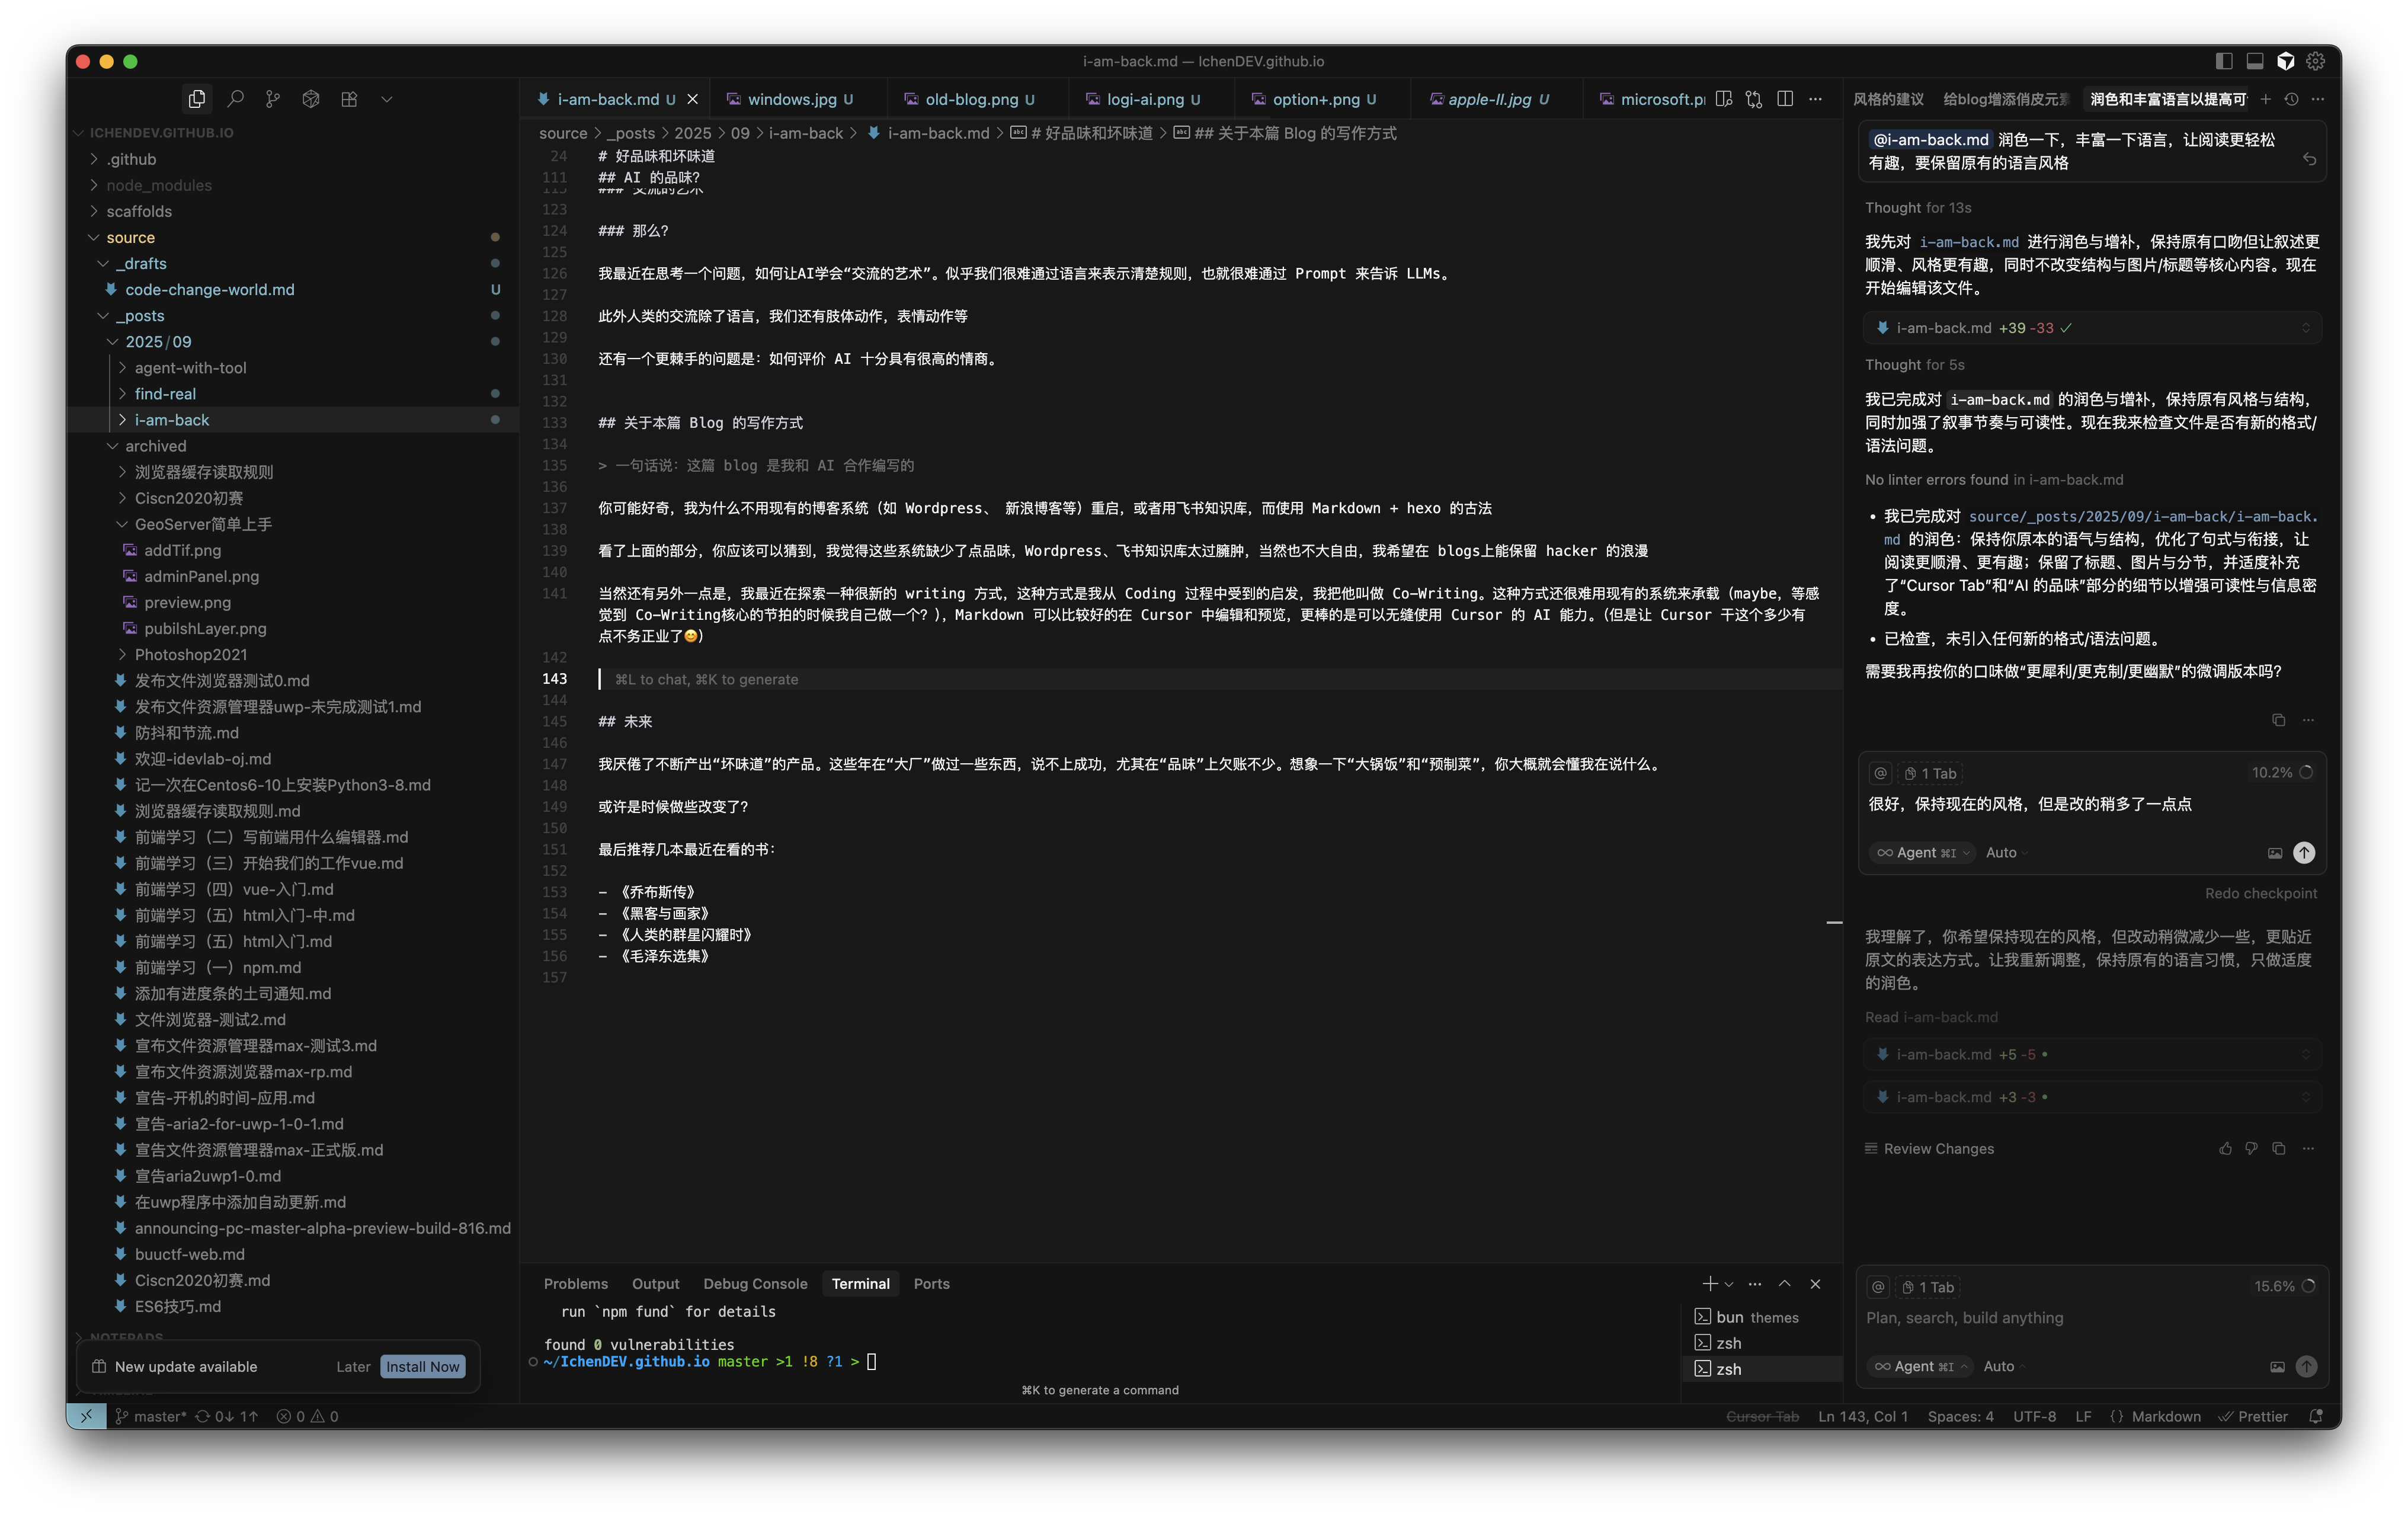 i-am-back.md — IchenDEV.github.io
ICHENDEV.GITHUB.IO
.github
node_modules
scaffolds
source
_drafts
code-change-world.md U
_posts
2025/09
agent-with-tool
find-real
i-am-back
archived
浏览器缓存读取规则
Ciscn2020初赛
GeoServer简单上手
addTif.png
adminPanel.png
preview.png
pubilshLayer.png
Photoshop2021
发布文件浏览器测试0.md
发布文件资源管理器uwp-未完成测试1.md
防抖和节流.md
欢迎-idevlab-oj.md
记一次在Centos6-10上安装Python3-8.md
浏览器缓存读取规则.md
前端学习（二）写前端用什么编辑器.md
前端学习（三）开始我们的工作vue.md
前端学习（四）vue-入门.md
前端学习（五）html入门-中.md
前端学习（五）html入门.md
前端学习（一）npm.md
添加有进度条的土司通知.md
文件浏览器-测试2.md
宣布文件资源管理器max-测试3.md
宣布文件资源浏览器max-rp.md
宣告-开机的时间-应用.md
宣告-aria2-for-uwp-1-0-1.md
宣告文件资源管理器max-正式版.md
宣告aria2uwp1-0.md
在uwp程序中添加自动更新.md
announcing-pc-master-alpha-preview-build-816.md
buuctf-web.md
Ciscn2020初赛.md
ES6技巧.md
NOTEPADS
New update available Later Install Now
i-am-back.md U windows.jpg U old-blog.png U logi-ai.png U option+.png U apple-II.jpg U microsoft.pr
source > _posts > 2025 > 09 > i-am-back > i-am-back.md > # 好品味和坏味道 > ## 关于本篇 Blog 的写作方式
24 # 好品味和坏味道
111 ## AI 的品味?
115 ### 交流的艺术
123
124 ### 那么?
125
126 我最近在思考一个问题，如何让AI学会“交流的艺术”。似乎我们很难通过语言来表示清楚规则，也就很难通过 Prompt 来告诉 LLMs。
127
128 此外人类的交流除了语言，我们还有肢体动作，表情动作等
129
130 还有一个更棘手的问题是：如何评价 AI 十分具有很高的情商。
131
132
133 ## 关于本篇 Blog 的写作方式
134
135 > 一句话说：这篇 blog 是我和 AI 合作编写的
136
137 你可能好奇，我为什么不用现有的博客系统（如 Wordpress、 新浪博客等）重启，或者用飞书知识库，而使用 Markdown + hexo 的古法
138
139 看了上面的部分，你应该可以猜到，我觉得这些系统缺少了点品味，Wordpress、飞书知识库太过臃肿，当然也不大自由，我希望在 blogs上能保留 hacker 的浪漫
140
141 当然还有另外一点是，我最近在探索一种很新的 writing 方式，这种方式是我从 Coding 过程中受到的启发，我把他叫做 Co-Writing。这种方式还很难用现有的系统来承载（maybe，等感
觉到 Co-Writing核心的节拍的时候我自己做一个？），Markdown 可以比较好的在 Cursor 中编辑和预览，更棒的是可以无缝使用 Cursor 的 AI 能力。（但是让 Cursor 干这个多少有
点不务正业了😊)
142
143 ⌘L to chat, ⌘K to generate
144
145 ## 未来
146
147 我厌倦了不断产出“坏味道”的产品。这些年在“大厂”做过一些东西，说不上成功，尤其在“品味”上欠账不少。想象一下“大锅饭”和“预制菜”，你大概就会懂我在说什么。
148
149 或许是时候做些改变了?
150
151 最后推荐几本最近在看的书:
152
153 - 《乔布斯传》
154 - 《黑客与画家》
155 - 《人类的群星闪耀时》
156 - 《毛泽东选集》
157
Problems Output Debug Console Terminal Ports
run `npm fund` for details
found 0 vulnerabilities
~/IchenDEV.github.io master >1 !8 ?1 >
⌘K to generate a command
bun themes
zsh
zsh
风格的建议 给blog增添俏皮元素 润色和丰富语言以提高可
@i-am-back.md 润色一下，丰富一下语言，让阅读更轻松
有趣，要保留原有的语言风格
Thought for 13s
我先对 i-am-back.md 进行润色与增补，保持原有口吻但让叙述更
顺滑、风格更有趣，同时不改变结构与图片/标题等核心内容。现在
开始编辑该文件。
i-am-back.md +39 -33
Thought for 5s
我已完成对 i-am-back.md 的润色与增补，保持原有风格与结构，
同时加强了叙事节奏与可读性。现在我来检查文件是否有新的格式/
语法问题。
No linter errors found in i-am-back.md
• 我已完成对 source/_posts/2025/09/i-am-back/i-am-back.
md 的润色：保持你原本的语气与结构，优化了句式与衔接，让
阅读更顺滑、更有趣；保留了标题、图片与分节，并适度补充
了“Cursor Tab”和“AI 的品味”部分的细节以增强可读性与信息密
度。
• 已检查，未引入任何新的格式/语法问题。
需要我再按你的口味做“更犀利/更克制/更幽默”的微调版本吗?
@ 1 Tab 10.2%
很好，保持现在的风格，但是改的稍多了一点点
Agent ⌘I Auto
Redo checkpoint
我理解了，你希望保持现在的风格，但改动稍微减少一些，更贴近
原文的表达方式。让我重新调整，保持原有的语言习惯，只做适度
的润色。
Read i-am-back.md
i-am-back.md +5 -5
i-am-back.md +3 -3
Review Changes
@ 1 Tab 15.6%
Plan, search, build anything
Agent ⌘I Auto
master* 0↓ 1↑ 0 0
Cursor Tab Ln 143, Col 1 Spaces: 4 UTF-8 LF {} Markdown Prettier